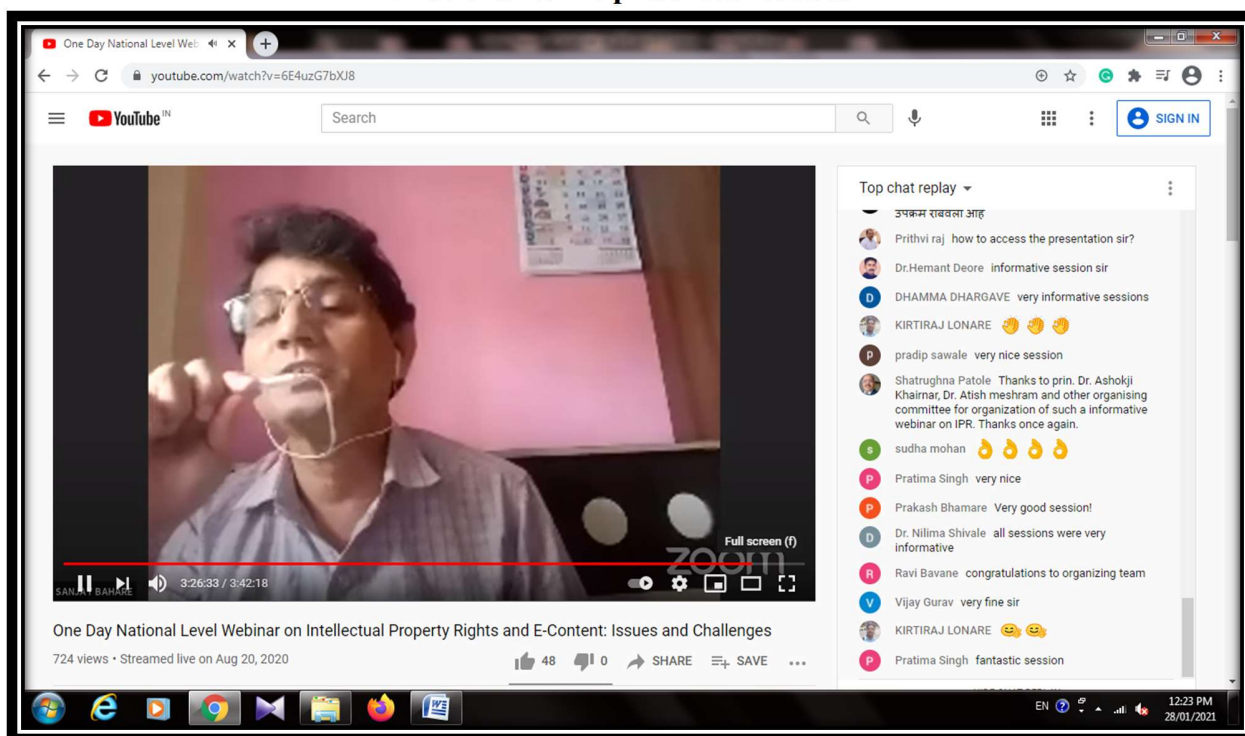 One Day National Level Web
youtube.com/watch?v=6E4uzG7bXJ8
YouTube IN
Search
SIGN IN
Top chat replay
उपक्रम राबवला आहे
Prithvi raj how to access the presentation sir?
Dr.Hemant Deore informative session sir
D DHAMMA DHARGAVE very informative sessions
KIRTIRAJ LONARE 👏 👏 👏
p pradip sawale very nice session
Shatrughna Patole Thanks to prin. Dr. Ashokji
Khairnar, Dr. Atish meshram and other organising
committee for organization of such a informative
webinar on IPR. Thanks once again.
s sudha mohan 👌 👌 👌 👌
P Pratima Singh very nice
P Prakash Bhamare Very good session!
D Dr. Nilima Shivale all sessions were very
informative
R Ravi Bavane congratulations to organizing team
V Vijay Gurav very fine sir
KIRTIRAJ LONARE 🤗 🤗
P Pratima Singh fantastic session
Full screen (f)
zoom
3:26:33 / 3:42:18
BAHARE
One Day National Level Webinar on Intellectual Property Rights and E-Content: Issues and Challenges
724 views • Streamed live on Aug 20, 2020
48 0 SHARE SAVE
EN
12:23 PM
28/01/2021